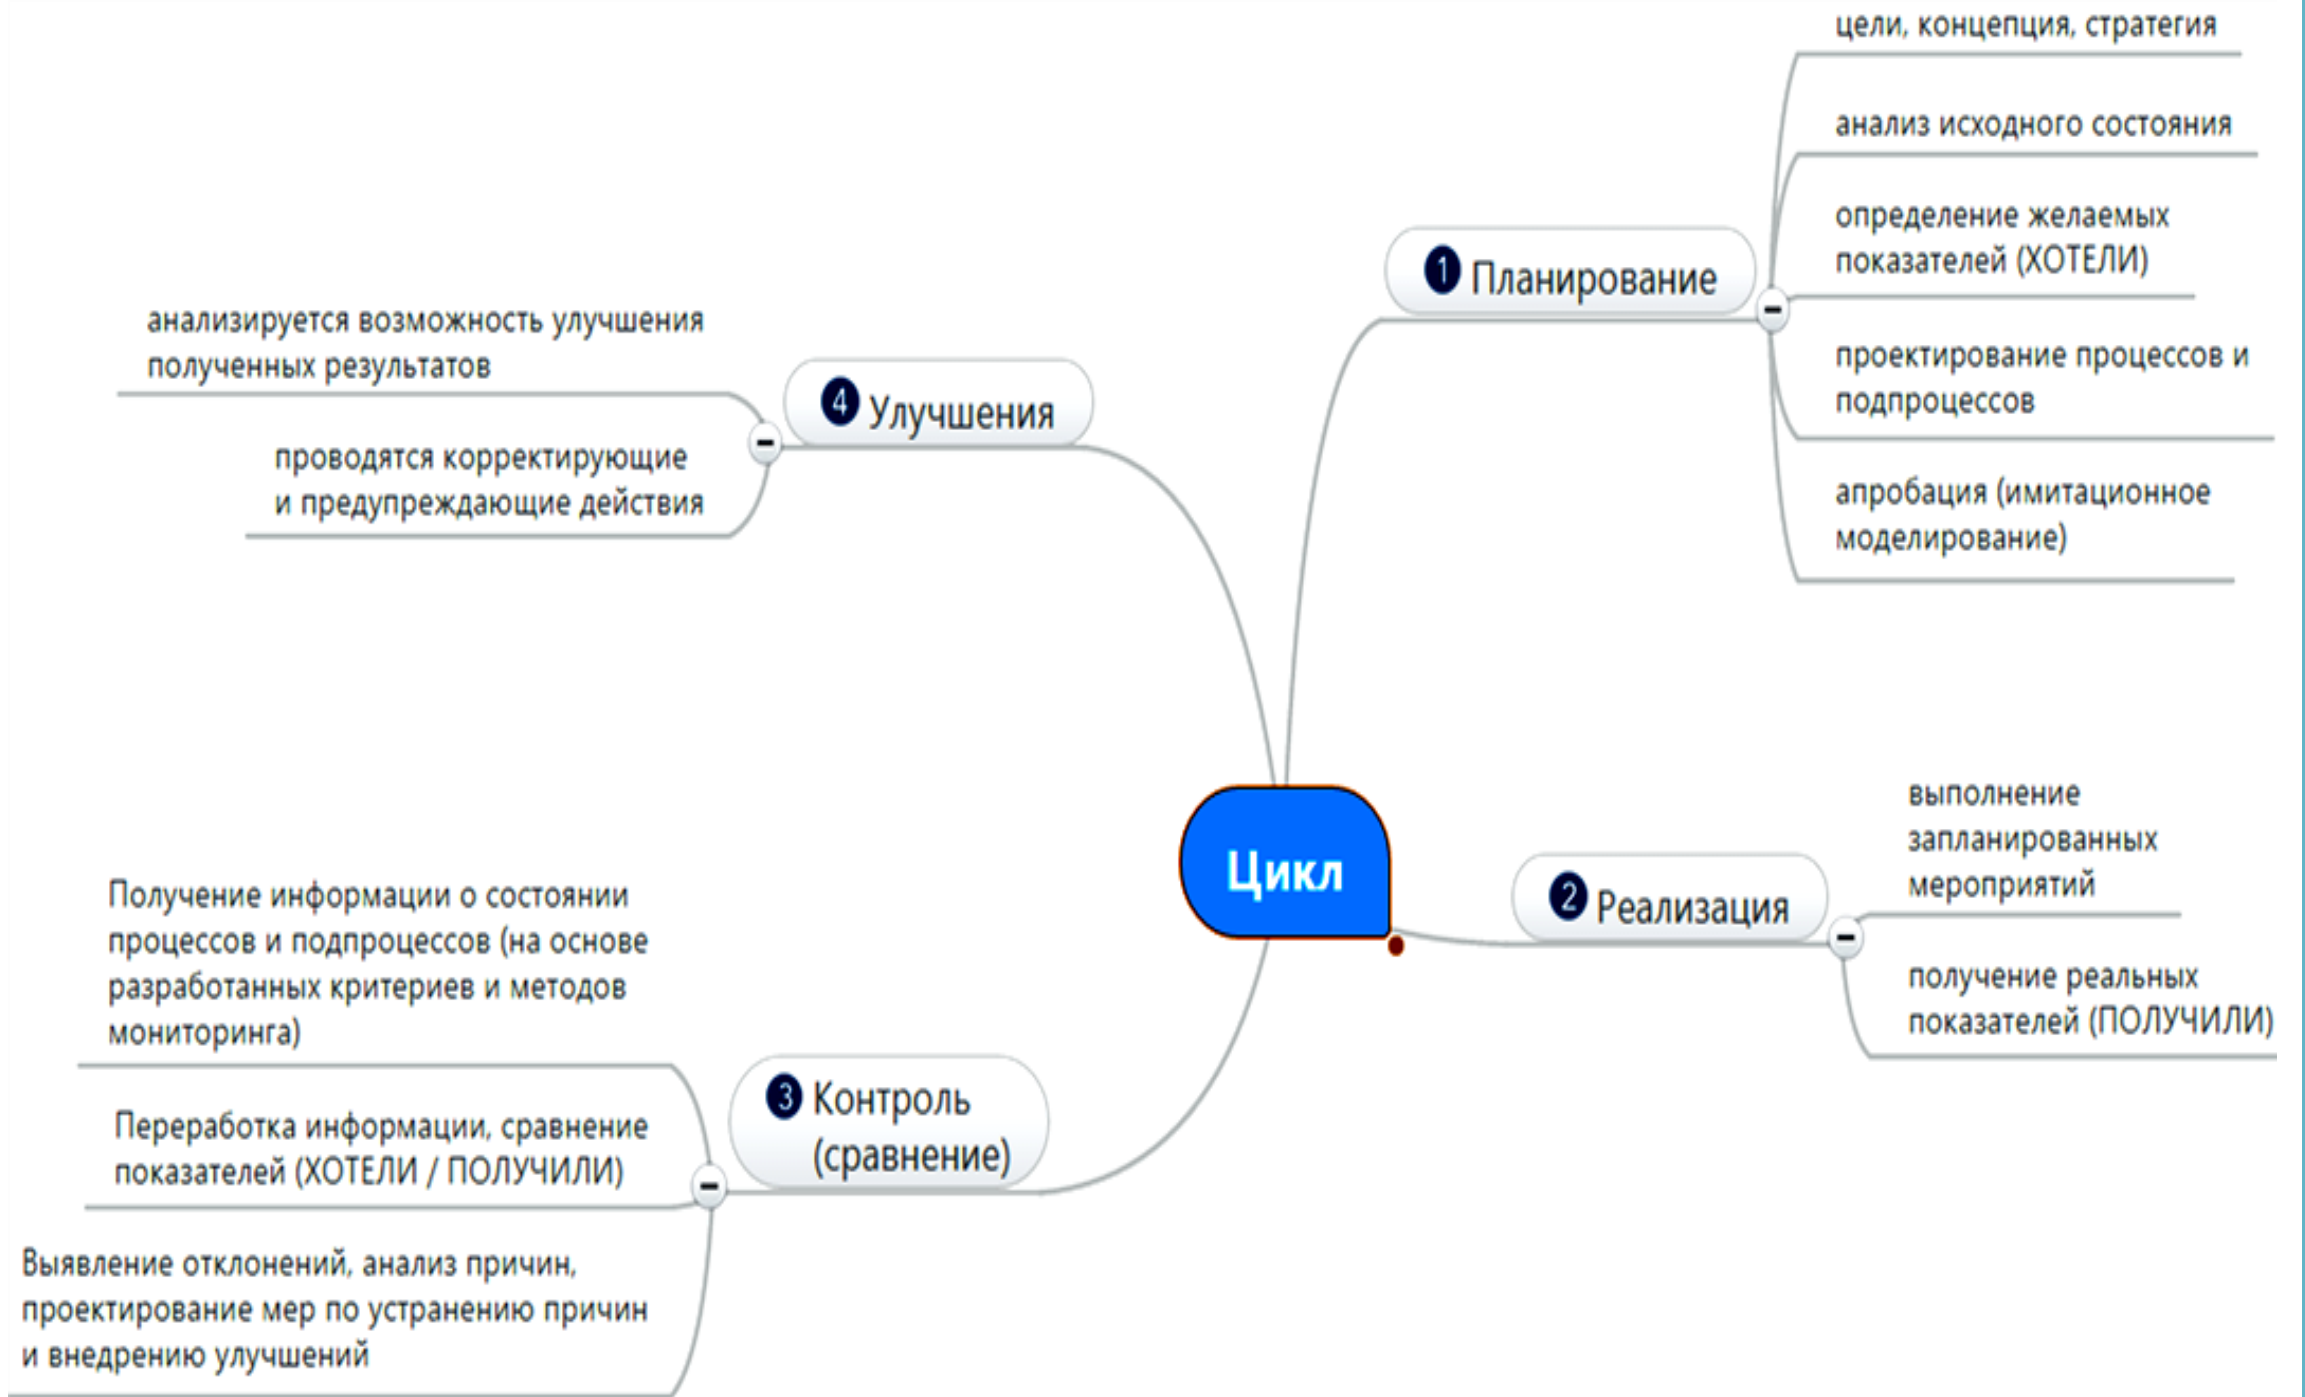 цели, концепция, стратегия
анализ исходного состояния
определение желаемых
показателей (ХОТЕЛИ)
1 Планирование
проектирование процессов и
подпроцессов
апробация (имитационное
моделирование)
анализируется возможность улучшения
полученных результатов
4 Улучшения
проводятся корректирующие
и предупреждающие действия
Цикл
выполнение
запланированных
мероприятий
2 Реализация
получение реальных
показателей (ПОЛУЧИЛИ)
Получение информации о состоянии
процессов и подпроцессов (на основе
разработанных критериев и методов
мониторинга)
3 Контроль
(сравнение)
Переработка информации, сравнение
показателей (ХОТЕЛИ / ПОЛУЧИЛИ)
Выявление отклонений, анализ причин,
проектирование мер по устранению причин
и внедрению улучшений